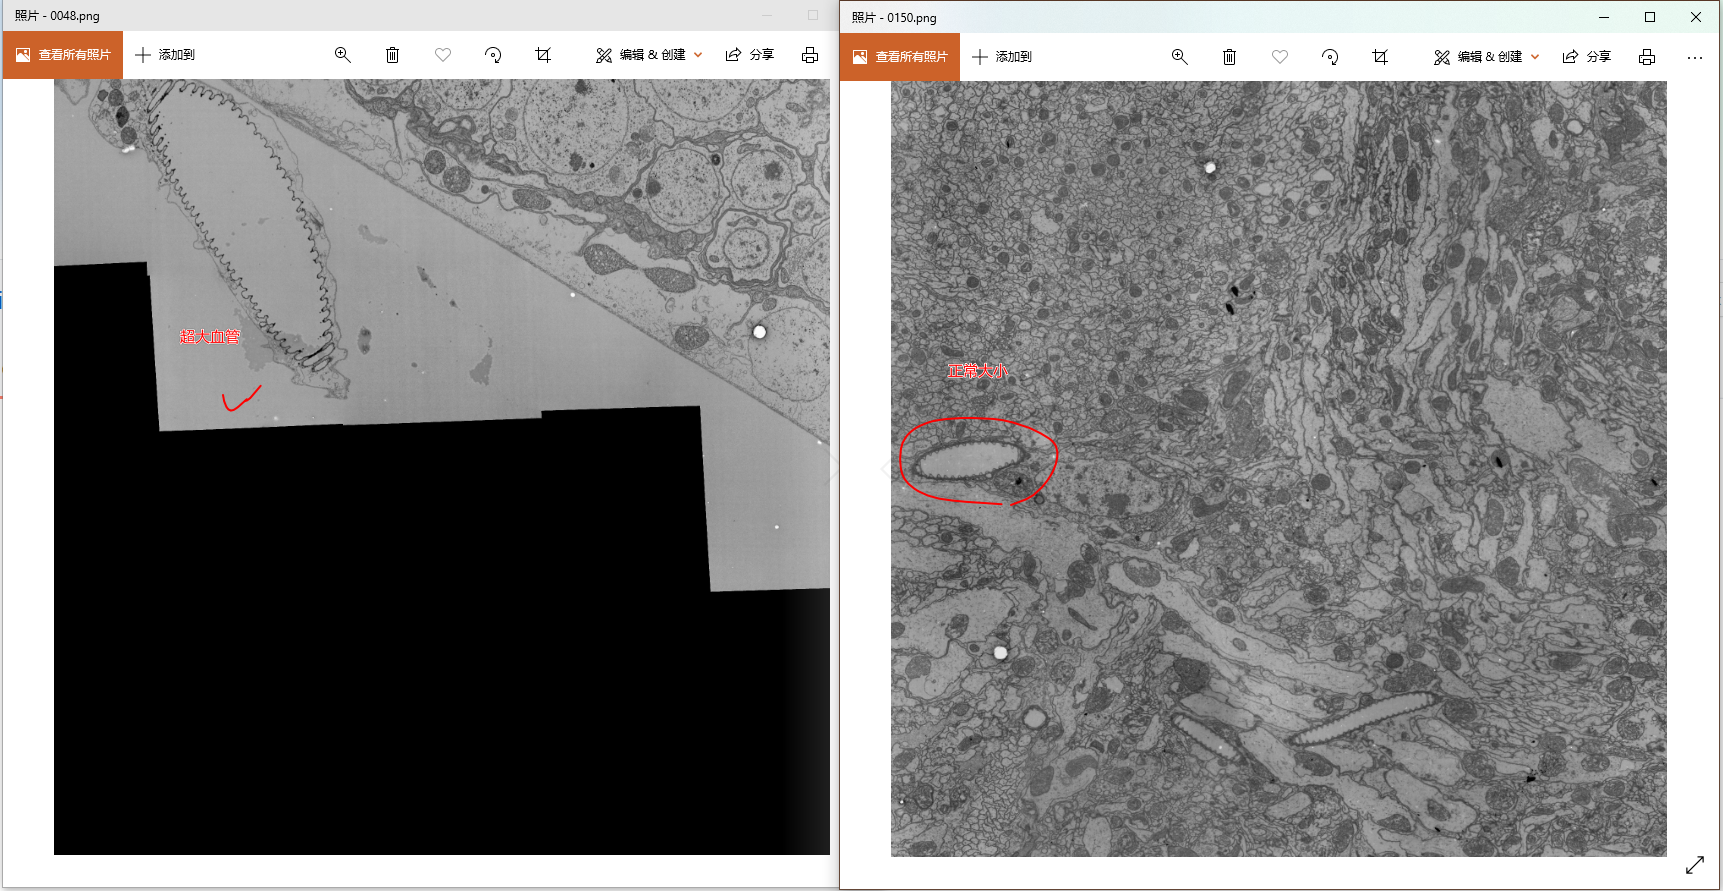 照片 - 0048.png
查看所有照片
添加到
编辑 & 创建
分享
超大血管
照片 - 0150.png
查看所有照片
添加到
编辑 & 创建
分享
正常大小